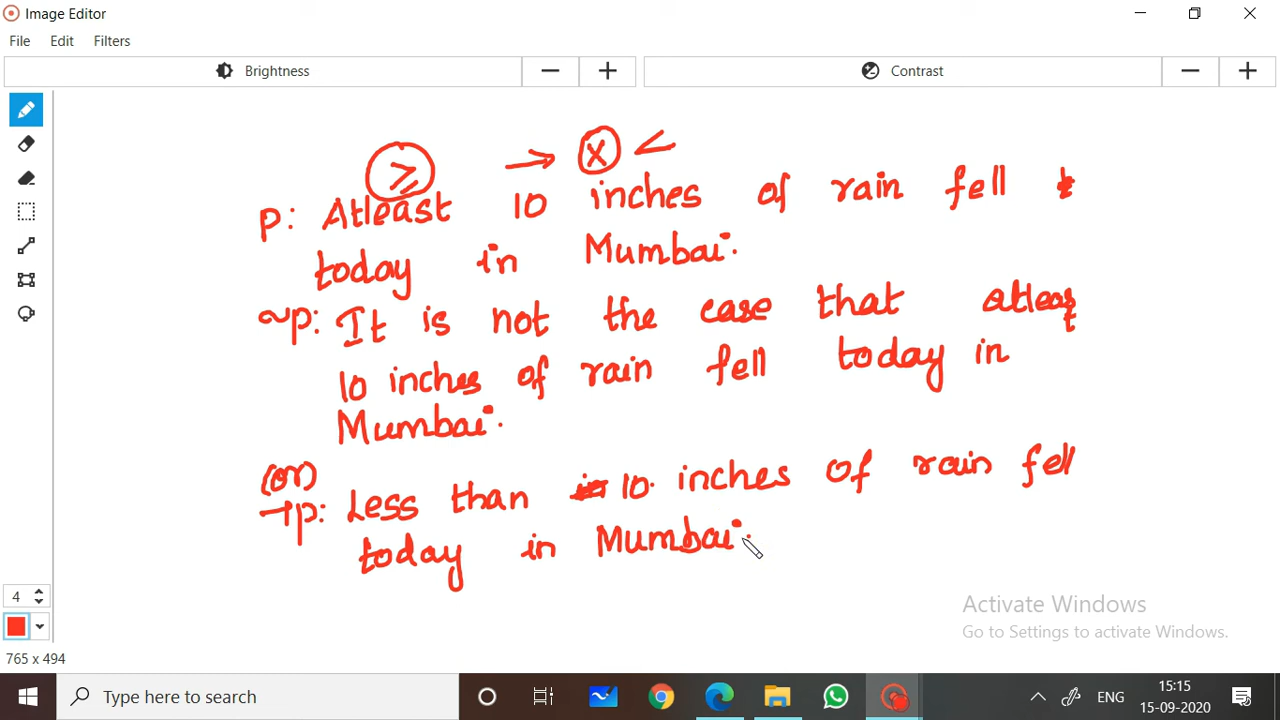 Image Editor
File Edit Filters
Brightness
Contrast
≥ → x <
p: Atleast 10 inches of rain fell
today in Mumbai.
~p: It is not the case that atleast
10 inches of rain fell today in
Mumbai.
(or)
¬p: Less than 10 inches of rain fell
today in Mumbai.
4
Activate Windows
Go to Settings to activate Windows.
765 x 494
Type here to search
ENG
15:15
15-09-2020